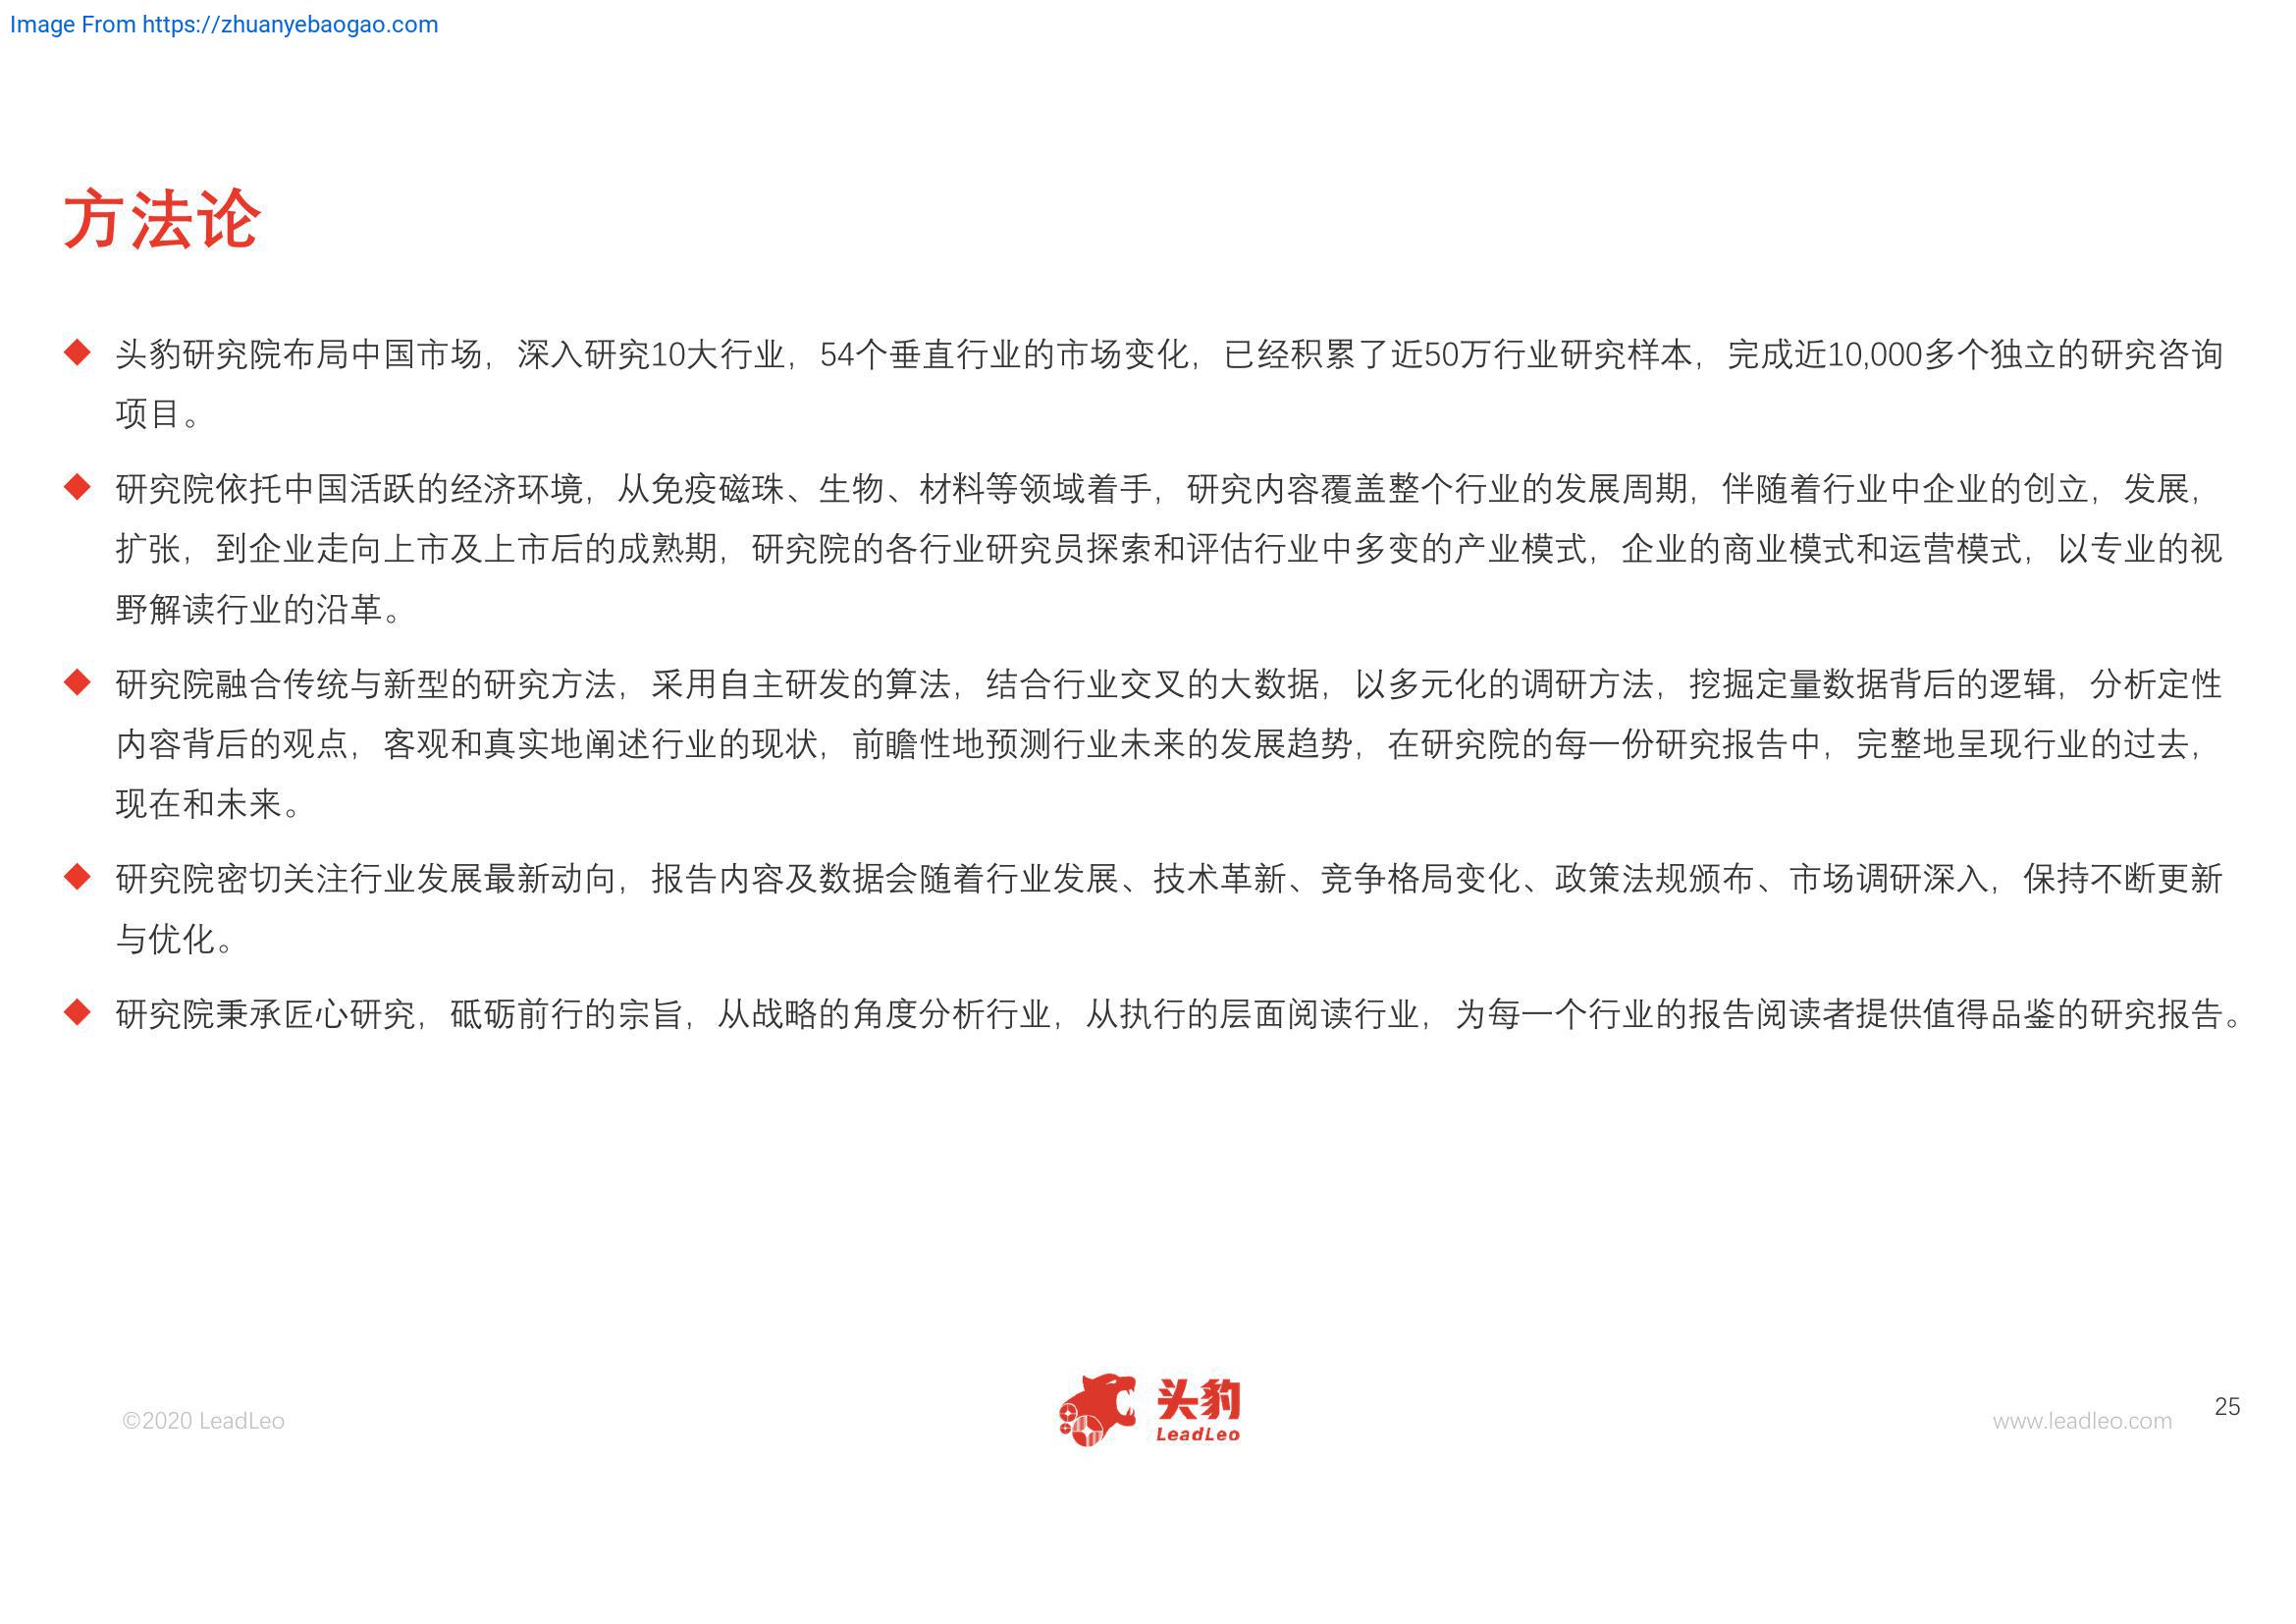 Image From https://zhuanyebaogao.com
方法论
◆ 头豹研究院布局中国市场，深入研究10大行业，54个垂直行业的市场变化，已经积累了近50万行业研究样本，完成近10,000多个独立的研究咨询
项目。
◆ 研究院依托中国活跃的经济环境，从免疫磁珠、生物、材料等领域着手，研究内容覆盖整个行业的发展周期，伴随着行业中企业的创立，发展，
扩张，到企业走向上市及上市后的成熟期，研究院的各行业研究员探索和评估行业中多变的产业模式，企业的商业模式和运营模式，以专业的视
野解读行业的沿革。
◆ 研究院融合传统与新型的研究方法，采用自主研发的算法，结合行业交叉的大数据，以多元化的调研方法，挖掘定量数据背后的逻辑，分析定性
内容背后的观点，客观和真实地阐述行业的现状，前瞻性地预测行业未来的发展趋势，在研究院的每一份研究报告中，完整地呈现行业的过去，
现在和未来。
◆ 研究院密切关注行业发展最新动向，报告内容及数据会随着行业发展、技术革新、竞争格局变化、政策法规颁布、市场调研深入，保持不断更新
与优化。
◆ 研究院秉承匠心研究，砥砺前行的宗旨，从战略的角度分析行业，从执行的层面阅读行业，为每一个行业的报告阅读者提供值得品鉴的研究报告。
©2020 LeadLeo
头豹
LeadLeo
www.leadleo.com
25